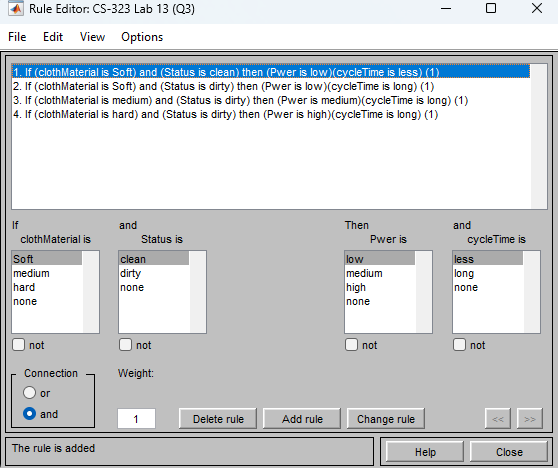 Rule Editor: CS-323 Lab 13 (Q3)
File Edit View Options
1. If (clothMaterial is Soft) and (Status is clean) then (Pwer is low)(cycleTime is less) (1)
2. If (clothMaterial is Soft) and (Status is dirty) then (Pwer is low)(cycleTime is long) (1)
3. If (clothMaterial is medium) and (Status is dirty) then (Pwer is medium)(cycleTime is long) (1)
4. If (clothMaterial is hard) and (Status is dirty) then (Pwer is high)(cycleTime is long) (1)
If and Then and
clothMaterial is Status is Pwer is cycleTime is
Soft clean low less
medium dirty medium long
hard none high none
none none
not not not not
Connection Weight:
or
and 1 Delete rule Add rule Change rule << >>
The rule is added Help Close